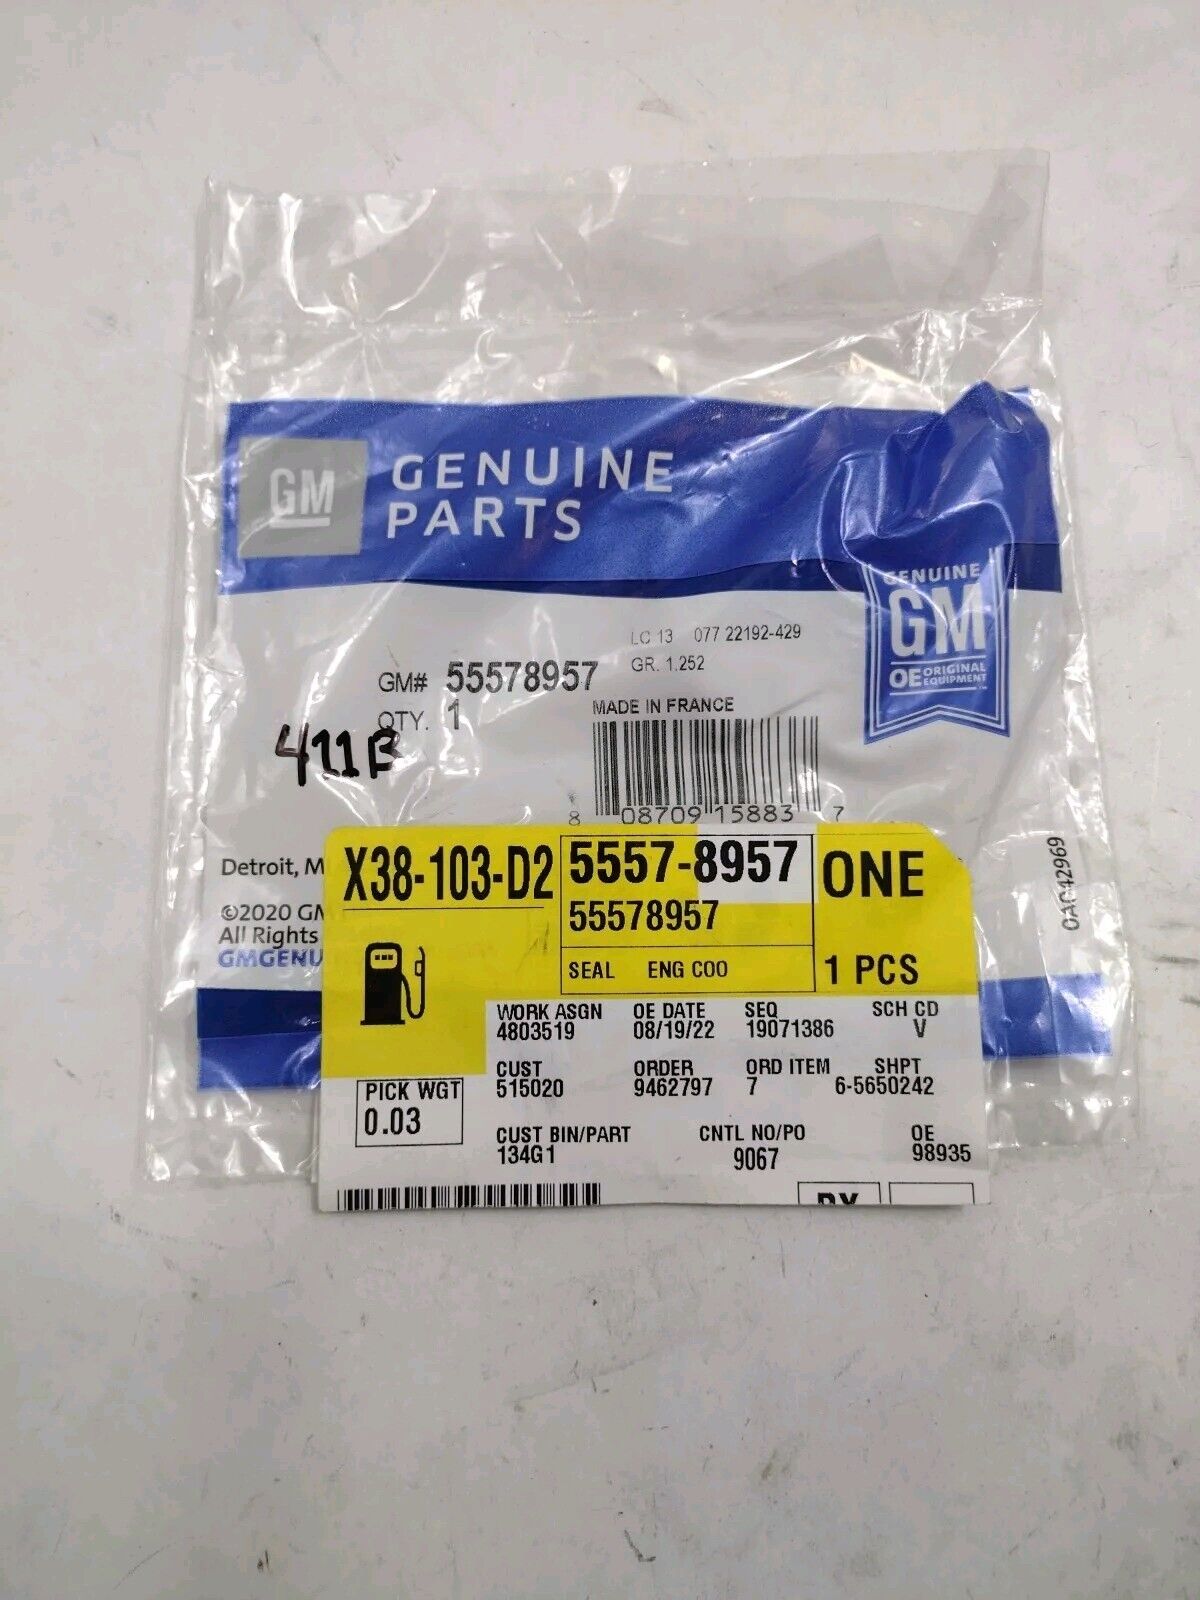 GM
GENUINE
PARTS
GENUINE
GM
OE ORIGINAL
EQUIPMENT
LC 13 077 22192-429
GR. 1.252
GM# 55578957
QTY. 1
MADE IN FRANCE
411B
8 08709 15883 7
Detroit, M
©2020 GM
All Rights
GMGENU
0A042969
X38-103-D2
5557-8957
55578957
SEAL ENG COO
ONE
1 PCS
WORK ASGN OE DATE SEQ SCH CD
4803519 08/19/22 19071386 V
CUST ORDER ORD ITEM SHPT
515020 9462797 7 6-5650242
PICK WGT
0.03
CUST BIN/PART CNTL NO/PO OE
134G1 9067 98935